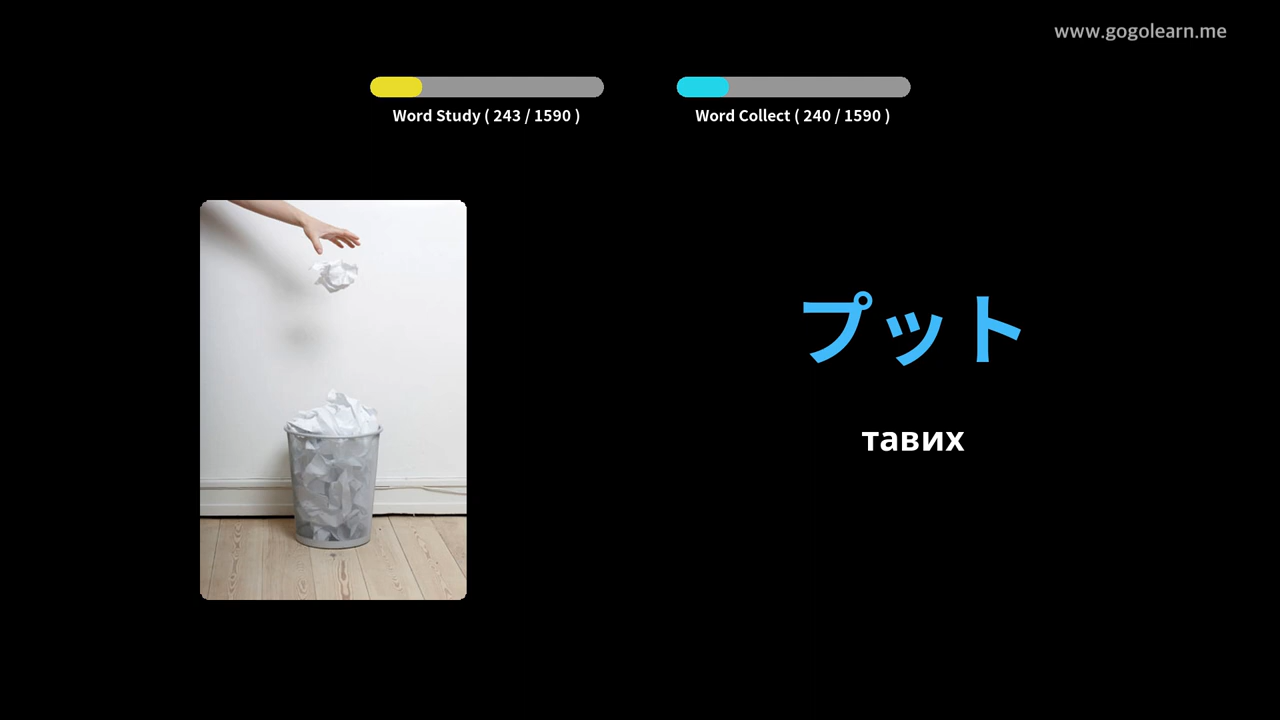 www.gogolearn.me
Word Study ( 243 / 1590 )
Word Collect ( 240 / 1590 )
プット
тавих